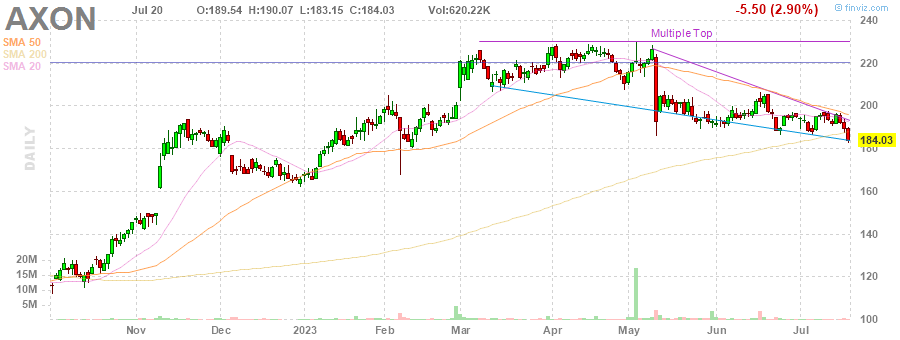 AXON
Jul 20 O:189.54 H:190.07 L:183.15 C:184.03 Vol:620.22K -5.50 (2.90%)
© finviz.com
SMA 50
SMA 200
SMA 20
DAILY
Multiple Top
240
220
200
180
160
140
120
100
184.03
20M
15M
10M
5M
Nov Dec 2023 Feb Mar Apr May Jun Jul